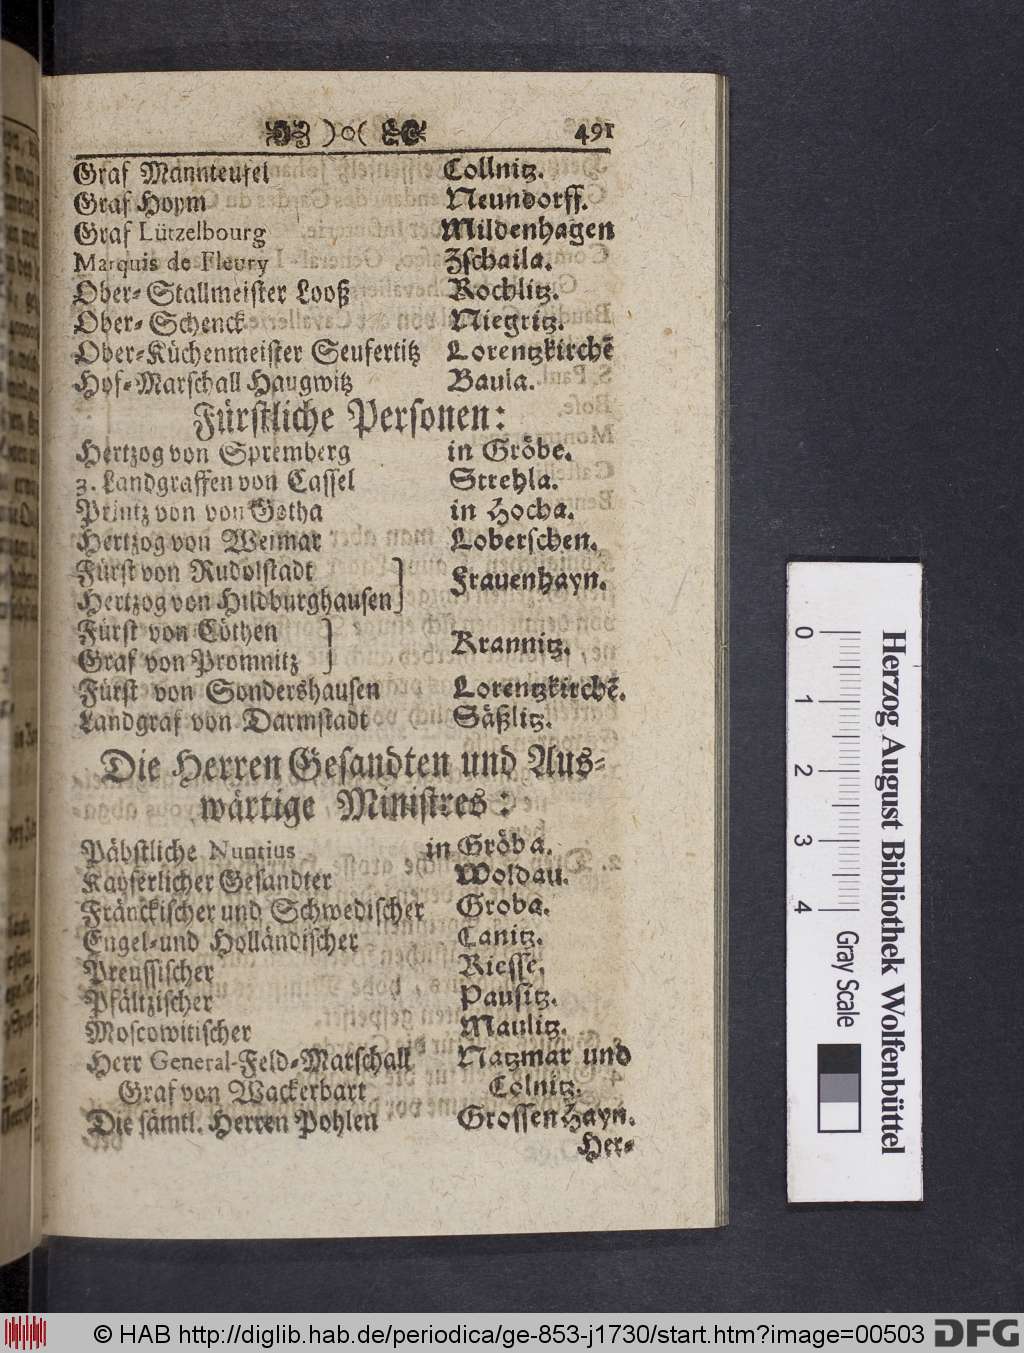 )o( 491
Graf Mannteufel Collnitz.
Graf Hoym Neundorff.
Graf Lützelbourg Mildenhagen
Marquis de Fleury Zschaila.
Ober-Stallmeister Looß Rochlitz.
Ober-Schenck Niegritz.
Ober-Küchenmeister Seufertitz Lorentzkirchē
Hof-Marschall Haugwitz Baula.
Fürstliche Personen:
Hertzog von Spremberg in Gröbe.
3. Landgraffen von Cassel Strehla.
Printz von von Gotha in Hocha.
Hertzog von Weimar Loberschen.
Fürst von Rudolstadt
Hertzog von Hildburghausen] Frauenhayn.
Fürst von Cöthen
Graf von Promnitz ] Krannitz.
Fürst von Sondershausen Lorentzkirchē.
Landgraf von Darmstadt Säßlitz.
Die Herren Gesandten und Aus-
wärtige Ministres:
Päbstliche Nuntius in Gröba.
Kayserlicher Gesandter Woldau.
Fränckischer und Schwedischer Groba.
Engel-und Holländischer Canitz.
Preussischer Riesse.
Pfältzischer Pausitz.
Moscowitischer Maulitz.
Herr General-Feld-Marschall Natzmar und
Graf von Wackerbart Colnitz.
Die sämtl. Herren Pohlen Grossen Hayn.
Her-
0 1 2 3 4 Gray Scale
Herzog August Bibliothek Wolfenbüttel
© HAB http://diglib.hab.de/periodica/ge-853-j1730/start.htm?image=00503 DFG